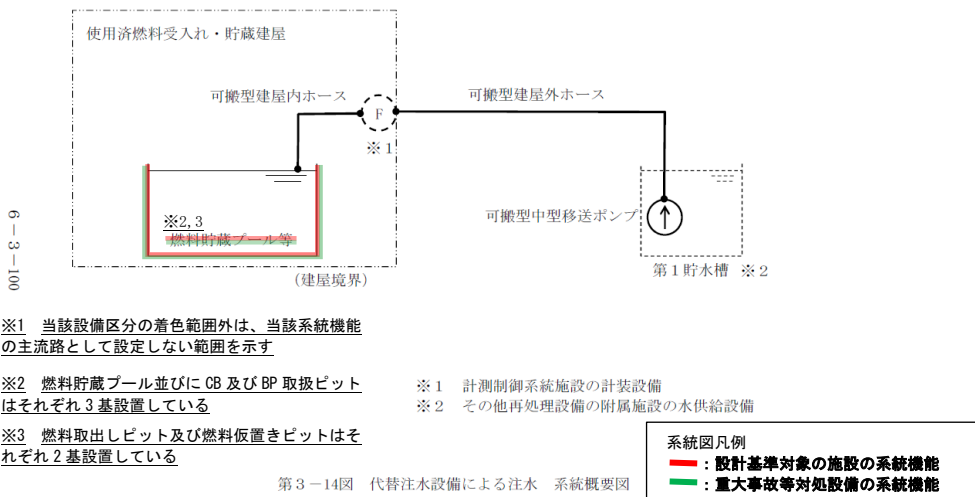 使用済燃料受入れ・貯蔵建屋
可搬型建屋内ホース
可搬型建屋外ホース
F
※1
※2,3
燃料貯蔵プール等
可搬型中型移送ポンプ
第1貯水槽 ※2
(建屋境界)
6-3-100
※1 当該設備区分の着色範囲外は、当該系統機能
の主流路として設定しない範囲を示す
※2 燃料貯蔵プール並びに CB 及び BP 取扱ピット
はそれぞれ 3 基設置している
※3 燃料取出しピット及び燃料仮置きピットはそ
れぞれ 2 基設置している
※1 計測制御系統施設の計装設備
※2 その他再処理設備の附属施設の水供給設備
系統図凡例
:設計基準対象の施設の系統機能
:重大事故等対処設備の系統機能
第3-14図 代替注水設備による注水 系統概要図